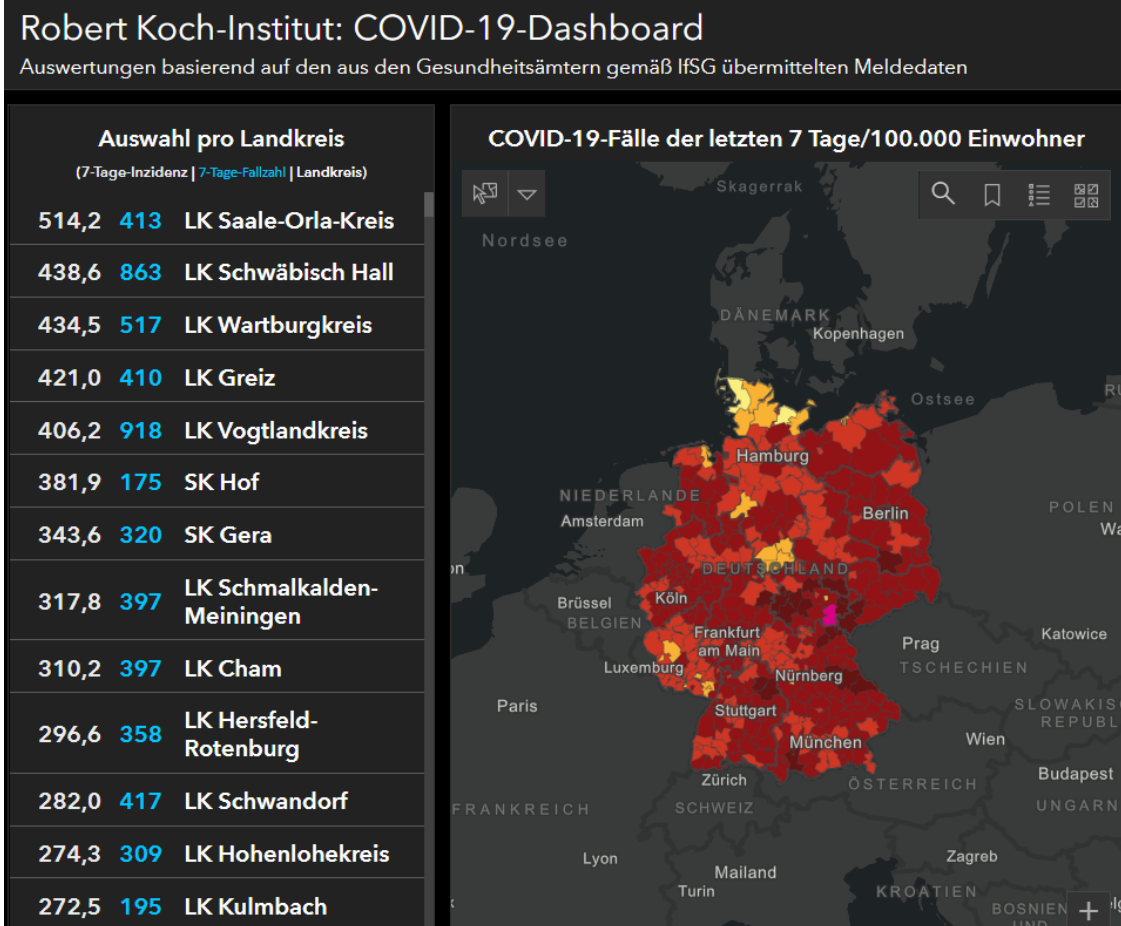 Robert Koch-Institut: COVID-19-Dashboard
Auswertungen basierend auf den aus den Gesundheitsämtern gemäß IfSG übermittelten Meldedaten
Auswahl pro Landkreis
(7-Tage-Inzidenz | 7-Tage-Fallzahl | Landkreis)
514,2 413 LK Saale-Orla-Kreis
438,6 863 LK Schwäbisch Hall
434,5 517 LK Wartburgkreis
421,0 410 LK Greiz
406,2 918 LK Vogtlandkreis
381,9 175 SK Hof
343,6 320 SK Gera
317,8 397 LK Schmalkalden-
Meiningen
310,2 397 LK Cham
296,6 358 LK Hersfeld-
Rotenburg
282,0 417 LK Schwandorf
274,3 309 LK Hohenlohekreis
272,5 195 LK Kulmbach
COVID-19-Fälle der letzten 7 Tage/100.000 Einwohner
Skagerrak
Nordsee
DÄNEMARK
Kopenhagen
Ostsee
Hamburg
NIEDERLANDE
Amsterdam
Berlin
POLEN
DEUTSCHLAND
Köln
Brüssel
BELGIEN
Frankfurt
am Main
Prag
Katowice
Luxemburg
Nürnberg
TSCHECHIEN
Paris
Stuttgart
Wien
München
Zürich
ÖSTERREICH
Budapest
FRANKREICH
SCHWEIZ
UNGARN
Lyon
Mailand
Zagreb
Turin
KROATIEN
BOSNIEN